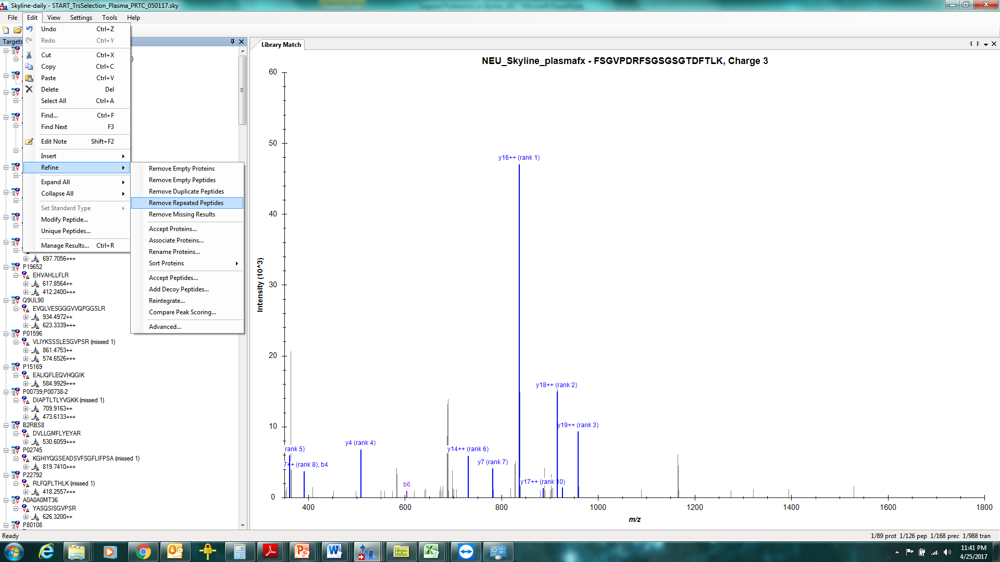 Skyline-daily - START_TrsSelection_Plasma_PRTC_050117.sky
File Edit View Settings Tools Help
Targets
Undo Ctrl+Z
Redo Ctrl+Y
Cut Ctrl+X
Copy Ctrl+C
Paste Ctrl+V
Delete Del
Select All Ctrl+A
Find... Ctrl+F
Find Next F3
Edit Note Shift+F2
Insert
Refine
Expand All
Collapse All
Set Standard Type
Modify Peptide...
Unique Peptides...
Manage Results... Ctrl+R
Remove Empty Proteins
Remove Empty Peptides
Remove Duplicate Peptides
Remove Repeated Peptides
Remove Missing Results
Accept Proteins...
Associate Proteins...
Rename Proteins...
Sort Proteins
Accept Peptides...
Add Decoy Peptides...
Reintegrate...
Compare Peak Scoring...
Advanced...
697.7056+++
P19652
EHVAHLLFLR
617.8564++
412.2400+++
Q9UL90
EVQLVESGGGVVQPGGSLR
934.4972++
623.3339+++
P01596
VLIYKSSSLESGVPSR (missed 1)
861.4753++
574.6526+++
P15169
EALIQFLEQVHQGIK
584.9929+++
P00739;P00738-2
DIAPTLTLYVGKK (missed 1)
709.9163++
473.6133+++
B2RBS8
DVLLGMFLYEYAR
530.6059+++
P02745
KGHIYQGSEADSVFSGFLIFPSA (missed 1)
819.7410+++
P22792
RLFQPLTHLK (missed 1)
418.2557+++
A0A0A0MT36
YASQSISGVPSR
626.3200++
P80108
Library Match
NEU_Skyline_plasmafx - FSGVPDRFSGSGSGTDFTLK, Charge 3
Intensity (10^3)
60
50
40
30
20
10
0
y16++ (rank 1)
y18++ (rank 2)
y19++ (rank 3)
y4 (rank 4)
rank 5)
y14++ (rank 6)
y7 (rank 7)
7++ (rank 8), b4
y17++ (rank 10)
b6
400 600 800 1000 1200 1400 1600 1800
m/z
Ready
1/89 prot 1/126 pep 1/168 prec 1/988 tran
11:41 PM
4/25/2017